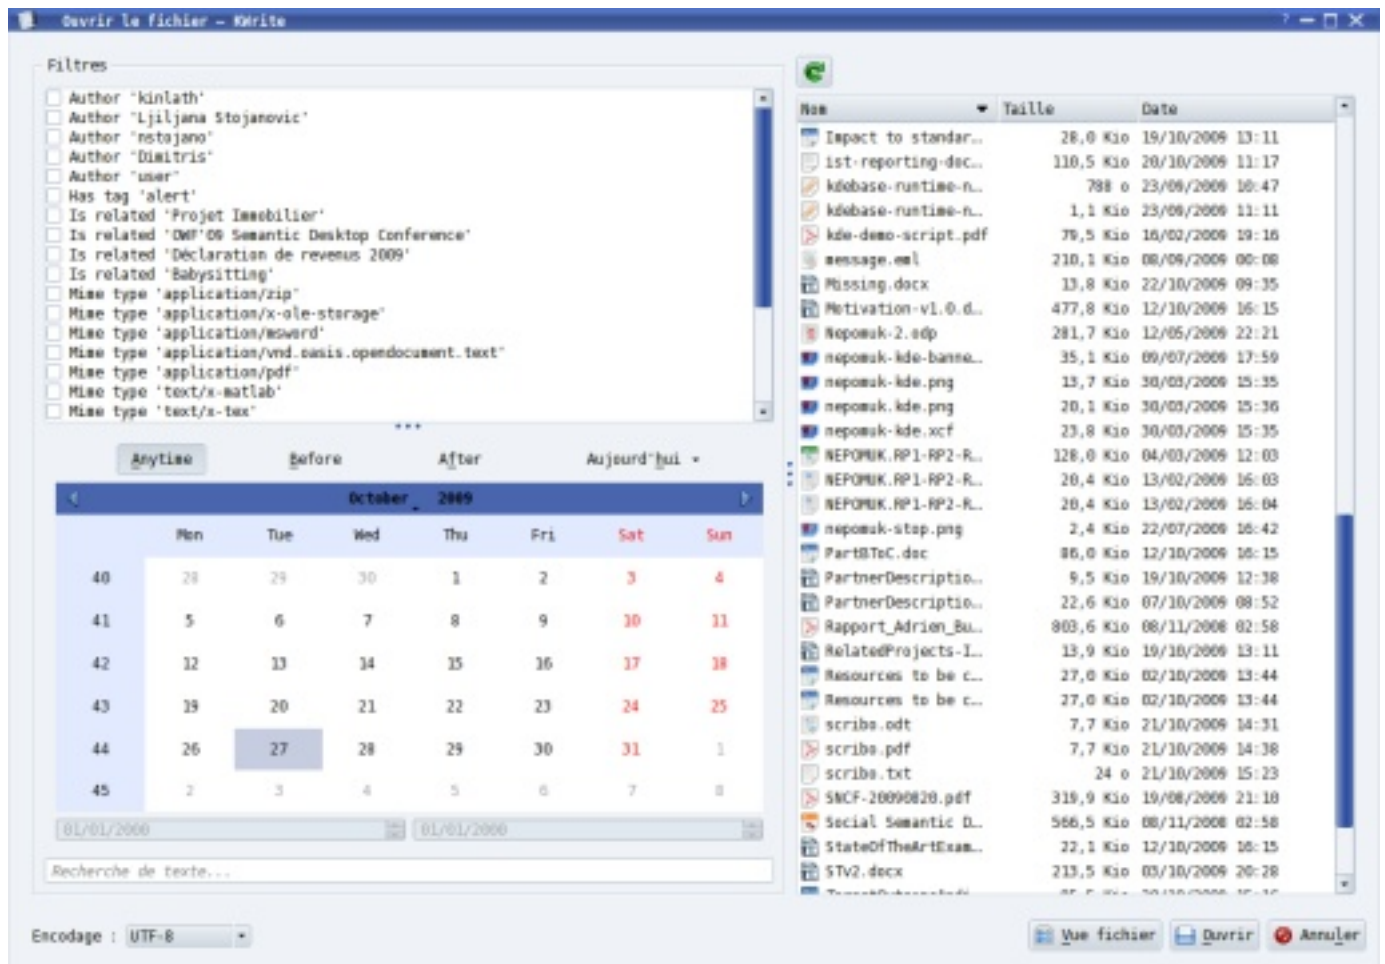 Ouvrir le fichier – KWrite
Filtres
Author 'kinlath'
Author 'Ljiljana Stojanovic'
Author 'nstojano'
Author 'Dimitris'
Author 'user'
Has tag 'alert'
Is related 'Projet Immobilier'
Is related 'OWF'09 Semantic Desktop Conference'
Is related 'Déclaration de revenus 2009'
Is related 'Babysitting'
Mime type 'application/zip'
Mime type 'application/x-ole-storage'
Mime type 'application/msword'
Mime type 'application/vnd.oasis.opendocument.text'
Mime type 'application/pdf'
Mime type 'text/x-matlab'
Mime type 'text/x-tex'
Anytime Before After Aujourd'hui
October 2009
Mon Tue Wed Thu Fri Sat Sun
40 28 29 30 1 2 3 4
41 5 6 7 8 9 10 11
42 12 13 14 15 16 17 18
43 19 20 21 22 23 24 25
44 26 27 28 29 30 31 1
45 2 3 4 5 6 7 8
01/01/2000 01/01/2000
Recherche de texte...
Nom Taille Date
Impact to standar... 28,0 Kio 19/10/2009 13:11
ist-reporting-doc... 110,5 Kio 20/10/2009 11:17
kdebase-runtime-n... 788 o 23/09/2009 10:47
kdebase-runtime-n... 1,1 Kio 23/09/2009 11:11
kde-demo-script.pdf 79,5 Kio 16/02/2009 19:16
message.eml 210,1 Kio 08/09/2009 00:08
Missing.docx 13,8 Kio 22/10/2009 09:35
Motivation-v1.0.d... 477,8 Kio 12/10/2009 16:15
Nepomuk-2.odp 281,7 Kio 12/05/2009 22:21
nepomuk-kde-banne... 35,1 Kio 09/07/2009 17:59
nepomuk-kde.png 13,7 Kio 30/03/2009 15:35
nepomuk.kde.png 20,1 Kio 30/03/2009 15:36
nepomuk-kde.xcf 23,8 Kio 30/03/2009 15:35
NEPOMUK.RP1-RP2-R... 128,0 Kio 04/03/2009 12:03
NEPOMUK.RP1-RP2-R... 20,4 Kio 13/02/2009 16:03
NEPOMUK.RP1-RP2-R... 20,4 Kio 13/02/2009 16:04
nepomuk-stop.png 2,4 Kio 22/07/2009 16:42
PartBToC.doc 86,0 Kio 12/10/2009 16:15
PartnerDescriptio... 9,5 Kio 19/10/2009 12:38
PartnerDescriptio... 22,6 Kio 07/10/2009 08:52
Rapport_Adrien_Bu... 803,6 Kio 08/11/2008 02:58
RelatedProjects-I... 13,9 Kio 19/10/2009 13:11
Resources to be c... 27,0 Kio 02/10/2009 13:44
Resources to be c... 27,0 Kio 02/10/2009 13:44
scribo.odt 7,7 Kio 21/10/2009 14:31
scribo.pdf 7,7 Kio 21/10/2009 14:38
scribo.txt 24 o 21/10/2009 15:23
SNCF-20090820.pdf 319,9 Kio 19/08/2009 21:10
Social Semantic D... 566,5 Kio 08/11/2008 02:58
StateOfTheArtExam... 22,1 Kio 12/10/2009 16:15
STv2.docx 213,5 Kio 03/10/2009 20:28
Encodage : UTF-8
Vue fichier Ouvrir Annuler